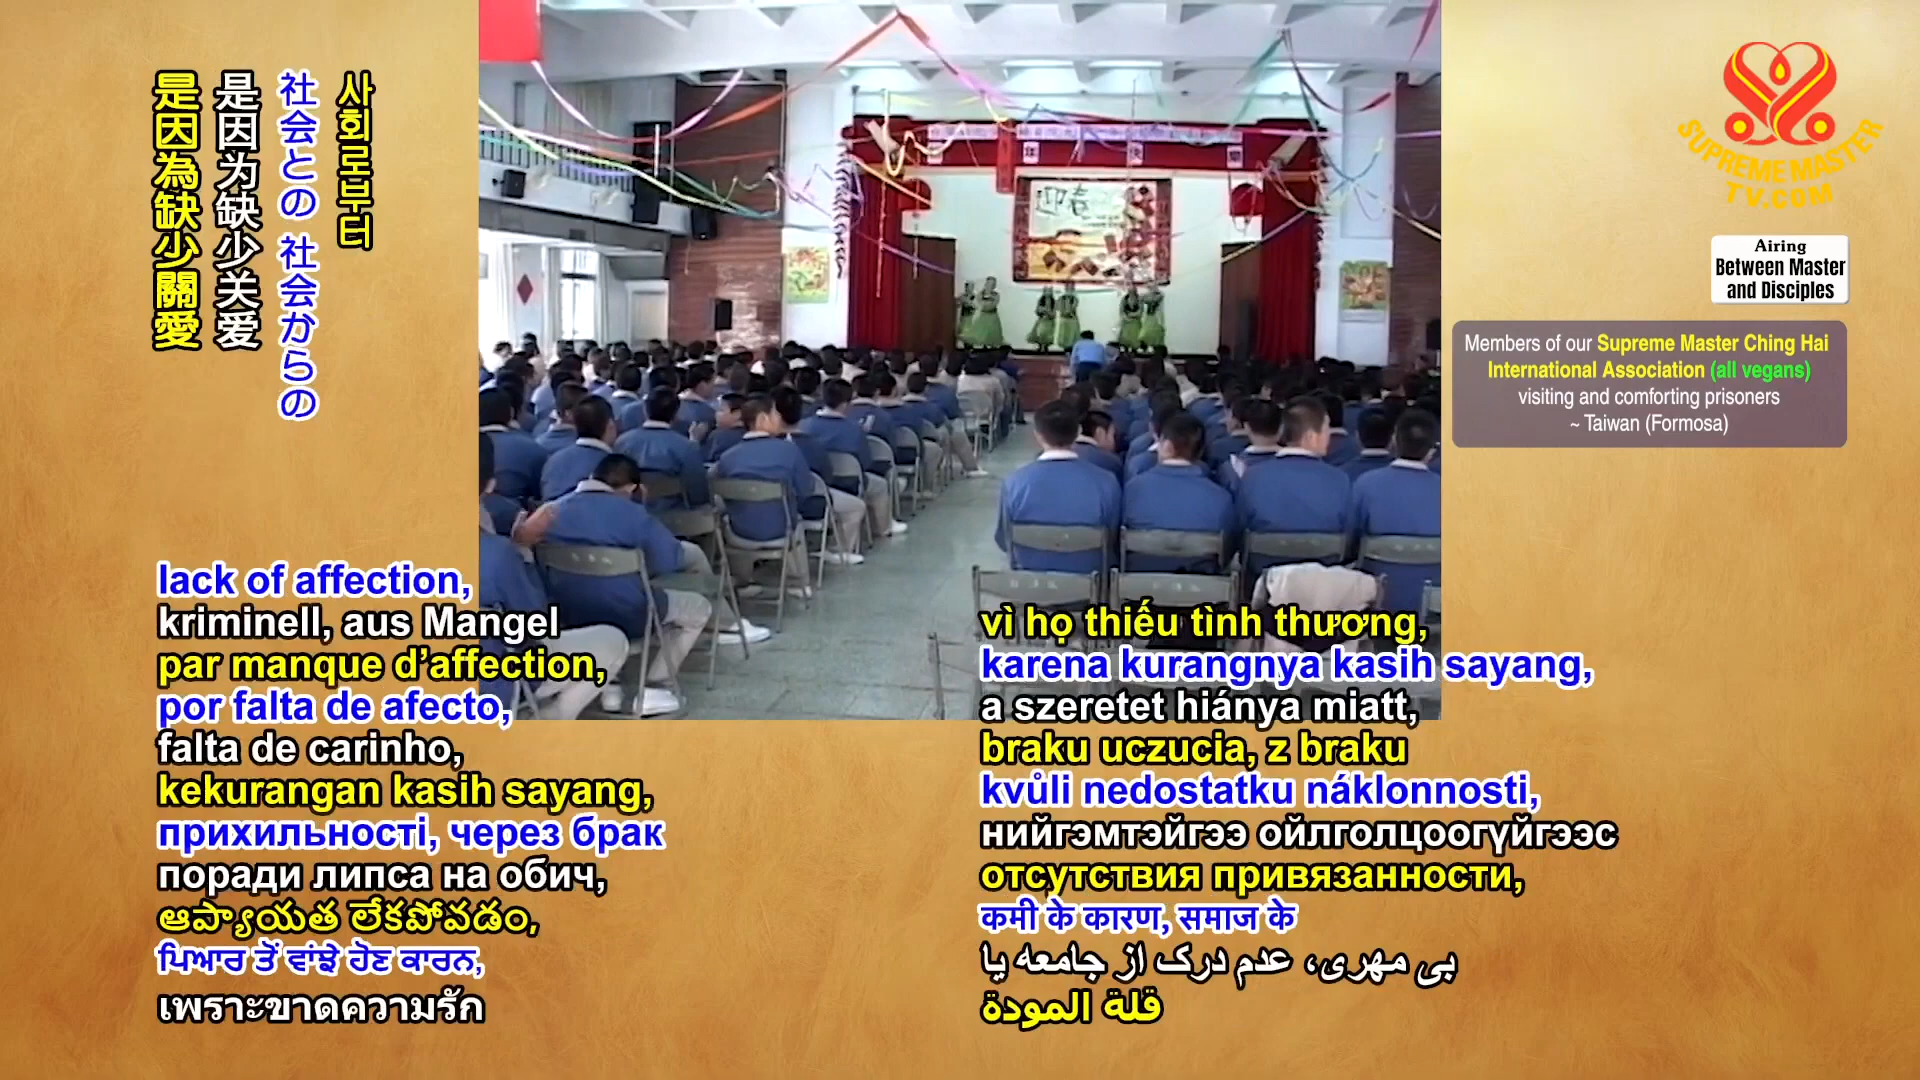 사회로부터
社会との 社会からの
是因为缺少关爱
是因為缺少關愛
迎春
SUPREME MASTER
TV.COM
Airing
Between Master
and Disciples
Members of our Supreme Master Ching Hai
International Association (all vegans)
visiting and comforting prisoners
~ Taiwan (Formosa)
lack of affection,
kriminell, aus Mangel
par manque d’affection,
por falta de afecto,
falta de carinho,
kekurangan kasih sayang,
прихильності, через брак
поради липса на обич,
ఆప్యాయత లేకపోవడం,
ਪਿਆਰ ਤੋਂ ਵਾਂਝੇ ਹੋਣ ਕਾਰਨ,
เพราะขาดความรัก
vì họ thiếu tình thương,
karena kurangnya kasih sayang,
a szeretet hiánya miatt,
braku uczucia, z braku
kvůli nedostatku náklonnosti,
нийгэмтэйгээ ойлголцоогүйгээс
отсутствия привязанности,
कमी के कारण, समाज के
بی مهری، عدم درک از جامعه یا
قلة المودة